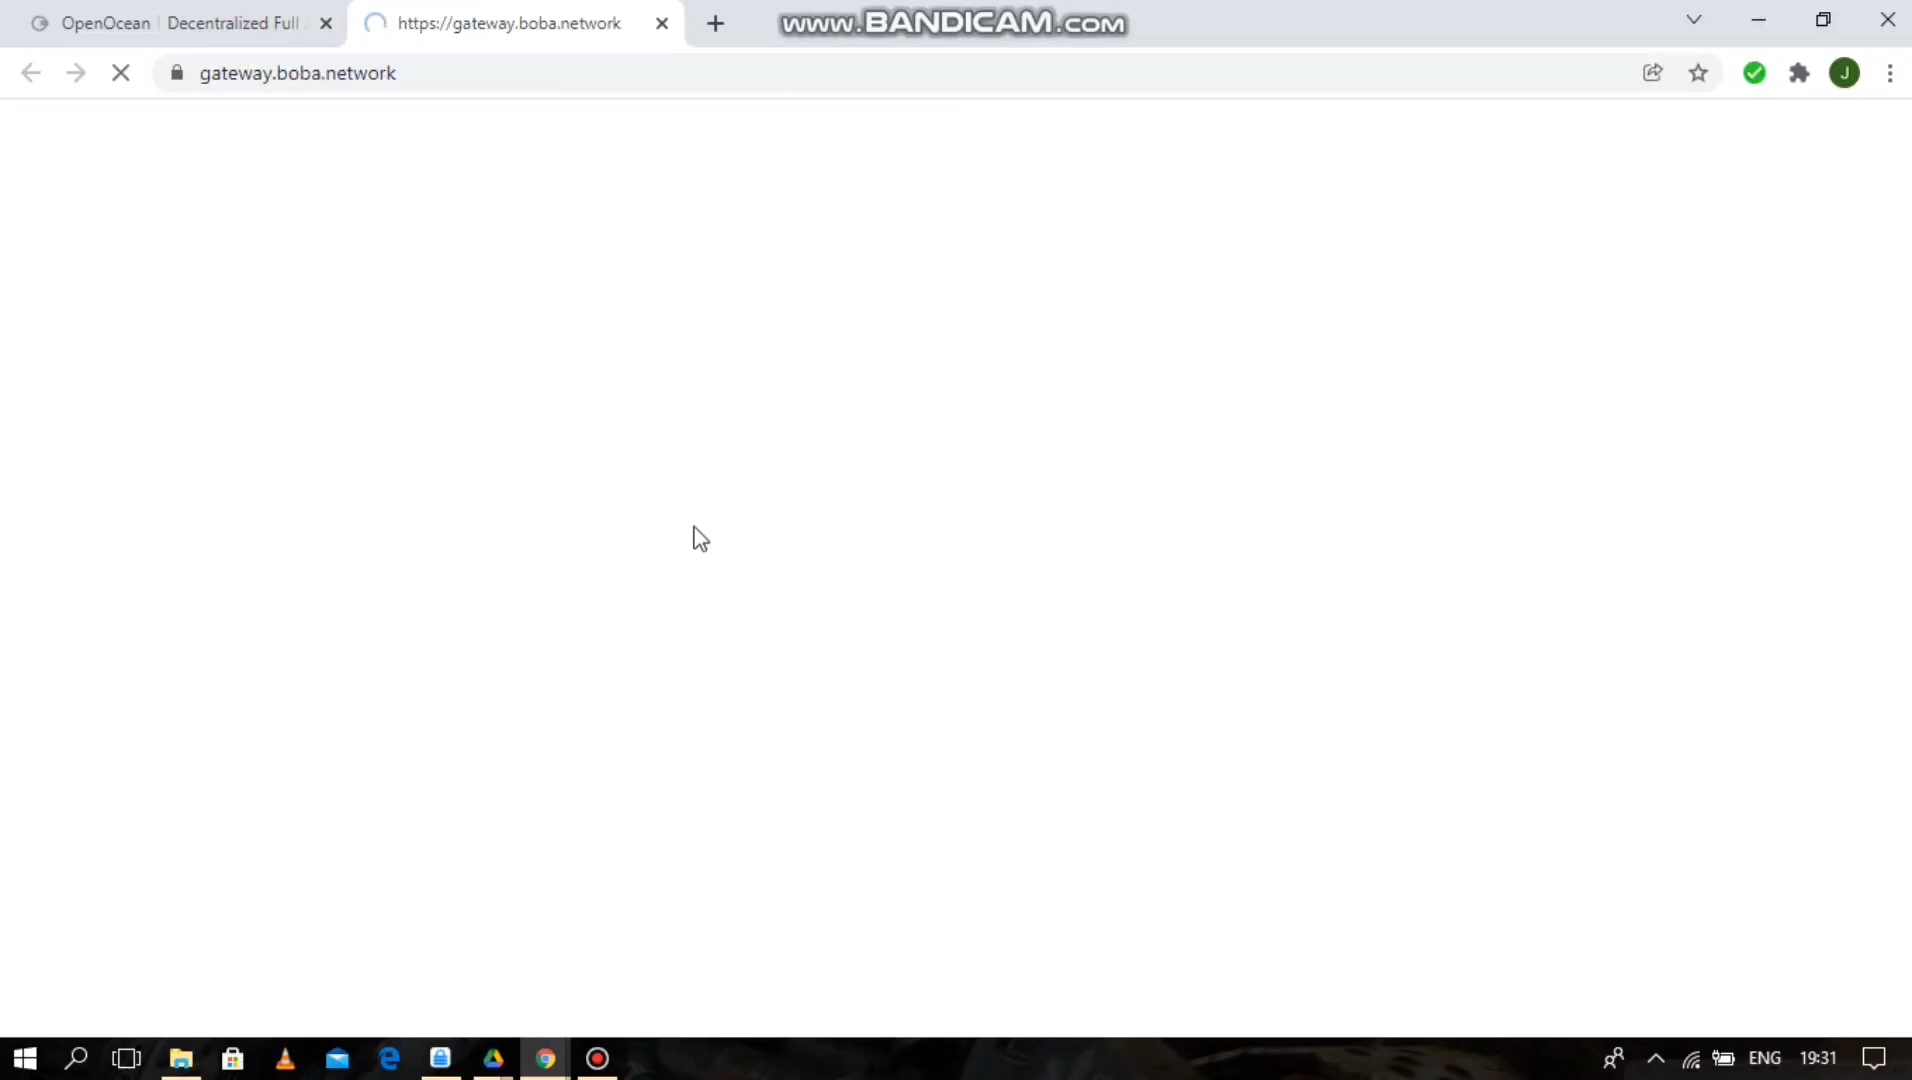 OpenOcean | Decentralized Full
https://gateway.boba.network
www.BANDICAM.com
gateway.boba.network
J
ENG
19:31